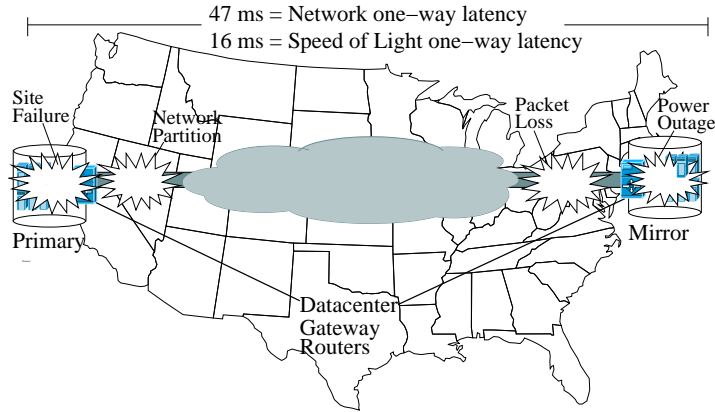 47 ms = Network one−way latency
16 ms = Speed of Light one−way latency
Site
Failure
Network
Partition
Packet
Loss
Power
Outage
Primary
Mirror
Datacenter
Gateway
Routers